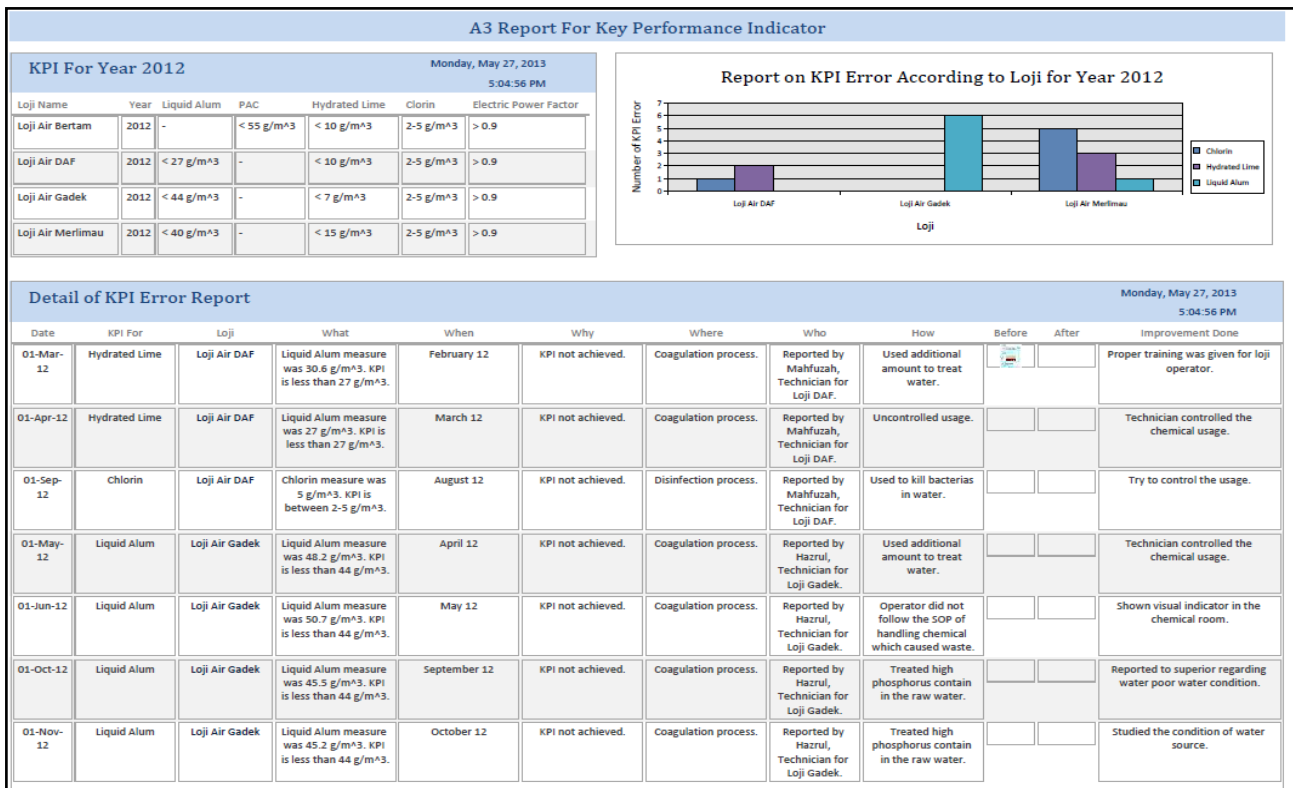 A3 Report For Key Performance Indicator
KPI For Year 2012
Monday, May 27, 2013
5:04:56 PM
Loji Name Year Liquid Alum PAC Hydrated Lime Clorin Electric Power Factor
Loji Air Bertam 2012 - < 55 g/m^3 < 10 g/m^3 2-5 g/m^3 > 0.9
Loji Air DAF 2012 < 27 g/m^3 - < 10 g/m^3 2-5 g/m^3 > 0.9
Loji Air Gadek 2012 < 44 g/m^3 - < 7 g/m^3 2-5 g/m^3 > 0.9
Loji Air Merlimau 2012 < 40 g/m^3 - < 15 g/m^3 2-5 g/m^3 > 0.9
Report on KPI Error According to Loji for Year 2012
Number of KPI Error
7
6
5
4
3
2
1
0
Loji Air DAF Loji Air Gadek Loji Air Merlimau
Loji
Chlorin
Hydrated Lime
Liquid Alum
Detail of KPI Error Report
Monday, May 27, 2013
5:04:56 PM
Date KPI For Loji What When Why Where Who How Before After Improvement Done
01-Mar- Hydrated Lime Loji Air DAF Liquid Alum measure February 12 KPI not achieved. Coagulation process. Reported by Used additional Proper training was given for loji
12 was 30.6 g/m^3. KPI Mahfuzah, amount to treat operator.
is less than 27 g/m^3. Technician for water.
Loji DAF.
01-Apr-12 Hydrated Lime Loji Air DAF Liquid Alum measure March 12 KPI not achieved. Coagulation process. Reported by Uncontrolled usage. Technician controlled the
was 27 g/m^3. KPI is Mahfuzah, chemical usage.
less than 27 g/m^3. Technician for
Loji DAF.
01-Sep- Chlorin Loji Air DAF Chlorin measure was August 12 KPI not achieved. Disinfection process. Reported by Used to kill bacterias Try to control the usage.
12 5 g/m^3. KPI is Mahfuzah, in water.
between 2-5 g/m^3. Technician for
Loji DAF.
01-May- Liquid Alum Loji Air Gadek Liquid Alum measure April 12 KPI not achieved. Coagulation process. Reported by Used additional Technician controlled the
12 was 48.2 g/m^3. KPI Hazrul, amount to treat chemical usage.
is less than 44 g/m^3. Technician for water.
Loji Gadek.
01-Jun-12 Liquid Alum Loji Air Gadek Liquid Alum measure May 12 KPI not achieved. Coagulation process. Reported by Operator did not Shown visual indicator in the
was 50.7 g/m^3. KPI Hazrul, follow the SOP of chemical room.
is less than 44 g/m^3. Technician for handling chemical
Loji Gadek. which caused waste.
01-Oct-12 Liquid Alum Loji Air Gadek Liquid Alum measure September 12 KPI not achieved. Coagulation process. Reported by Treated high Reported to superior regarding
was 45.5 g/m^3. KPI Hazrul, phosphorus contain water poor water condition.
is less than 44 g/m^3. Technician for in the raw water.
Loji Gadek.
01-Nov- Liquid Alum Loji Air Gadek Liquid Alum measure October 12 KPI not achieved. Coagulation process. Reported by Treated high Studied the condition of water
12 was 45.2 g/m^3. KPI Hazrul, phosphorus contain source.
is less than 44 g/m^3. Technician for in the raw water.
Loji Gadek.